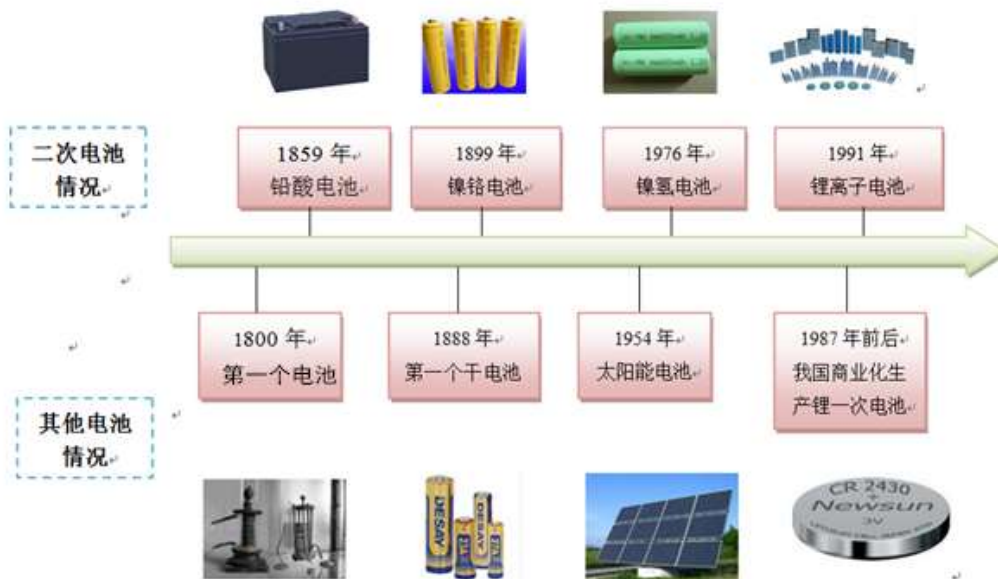 二次电池
情况
1859 年
铅酸电池
1899 年
镍铬电池
1976 年
镍氢电池
1991 年
锂离子电池
1800 年
第一个电池
1888 年
第一个干电池
1954 年
太阳能电池
1987 年前后
我国商业化生
产锂一次电池
其他电池
情况
DESAY
DESAY
CR 2430
+
Newsun
3V